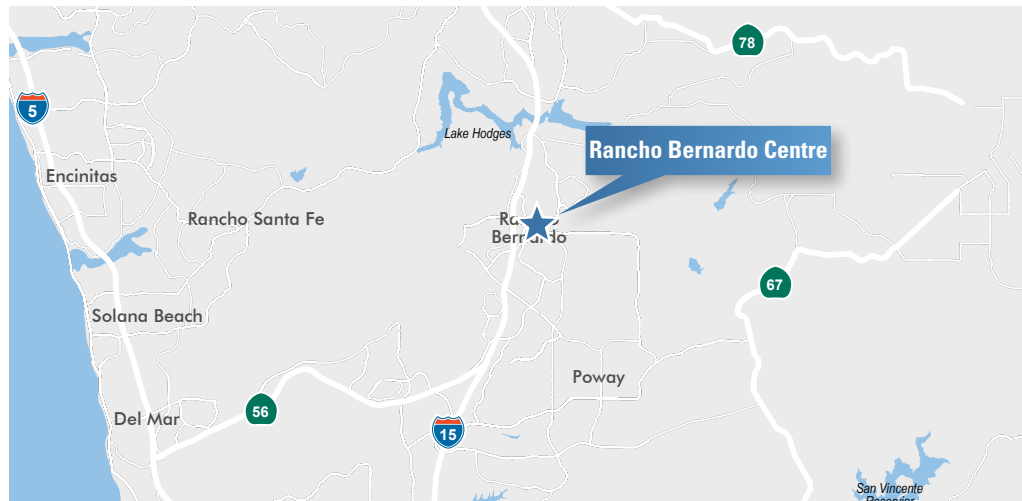 78
5
Lake Hodges
Rancho Bernardo Centre
Encinitas
Rancho Santa Fe
Rancho
Bernardo
67
Solana Beach
Poway
56
Del Mar
15
San Vincente
Reservior